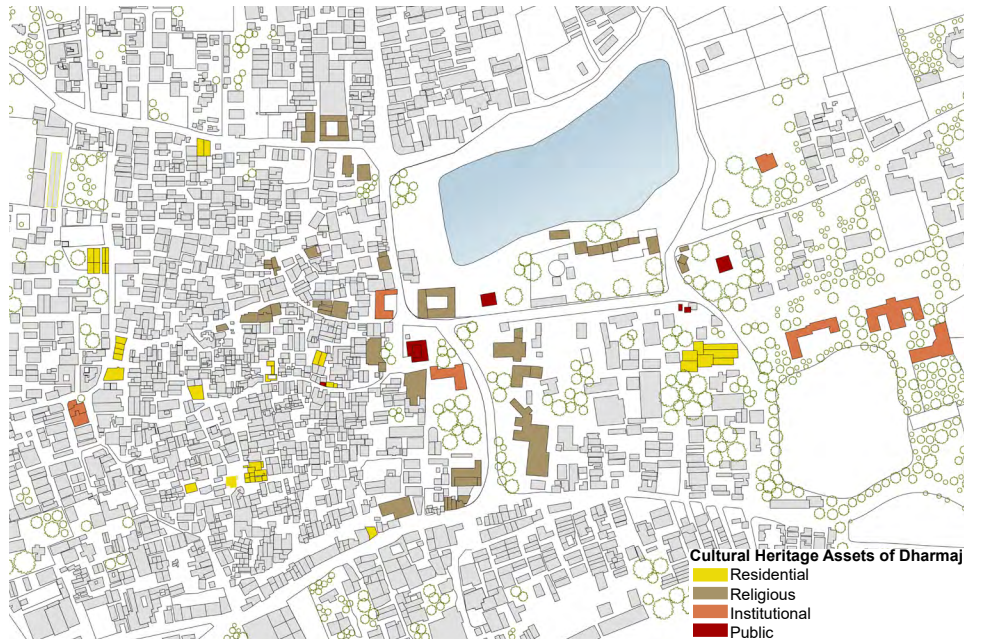 Cultural Heritage Assets of Dharmaj
Residential
Religious
Institutional
Public